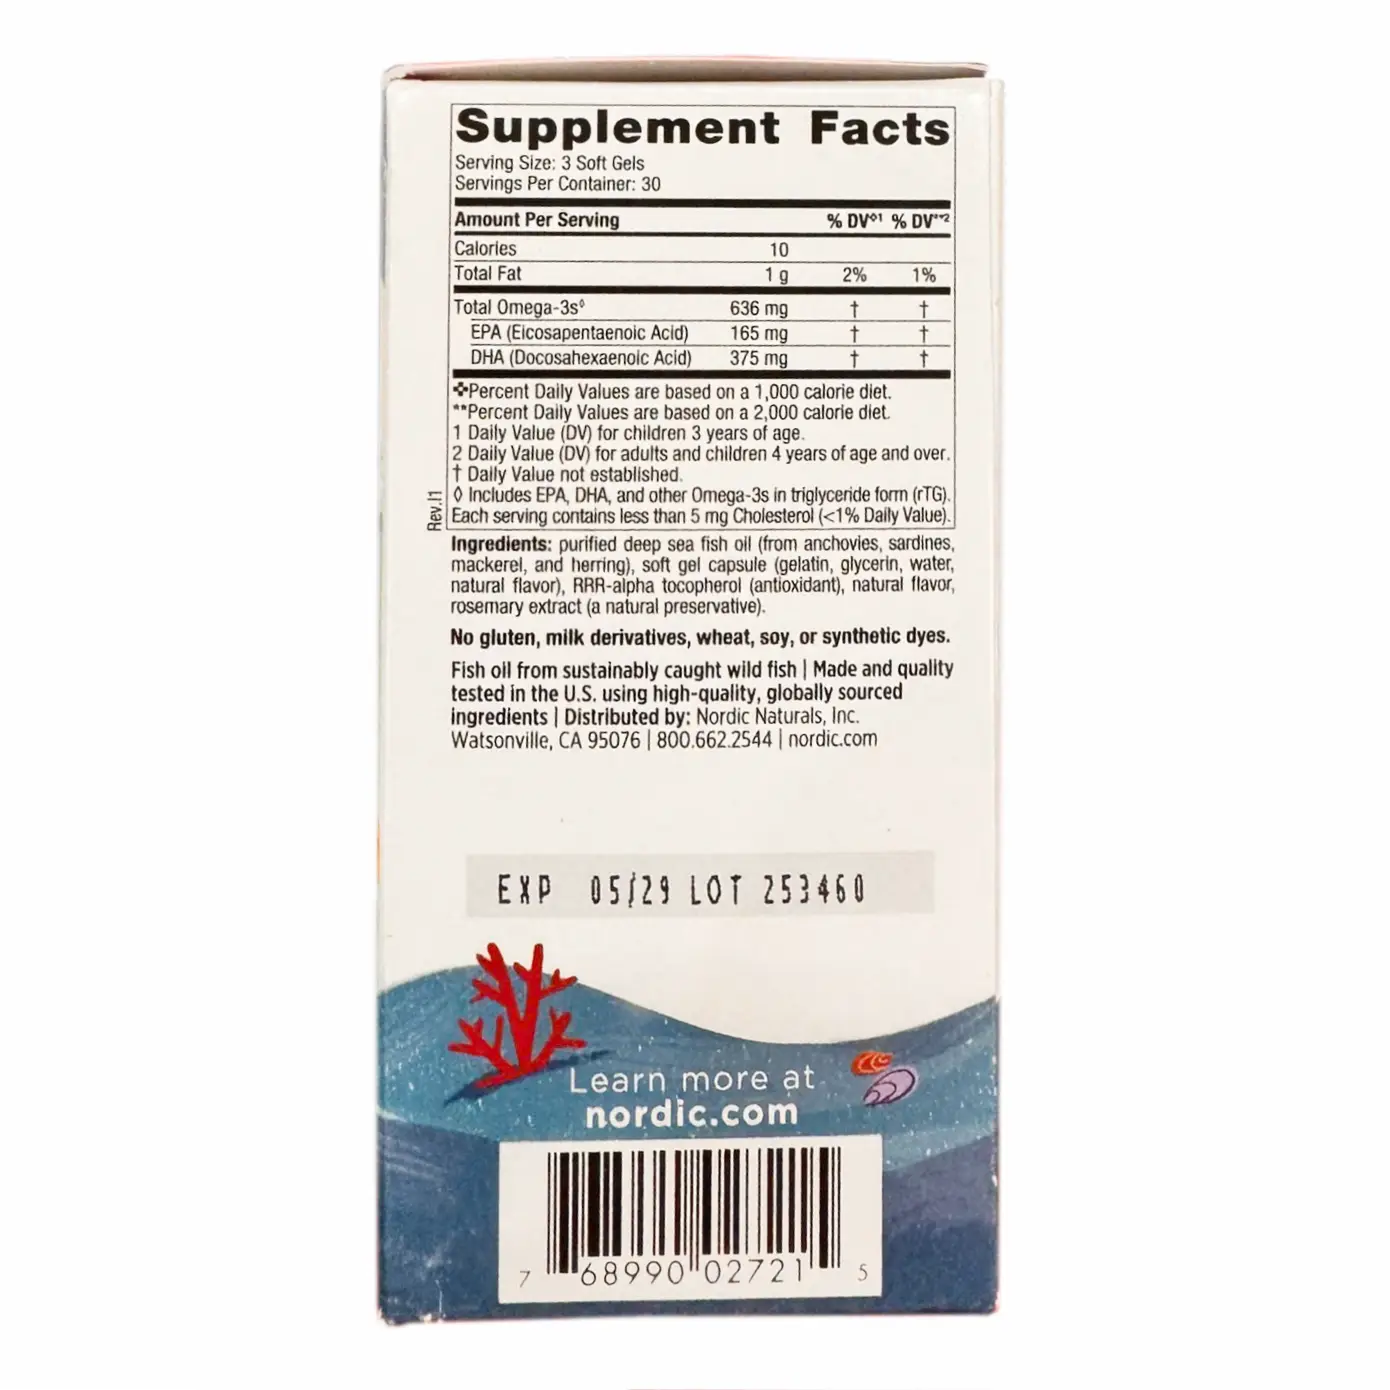 Supplement Facts
Serving Size: 3 Soft Gels
Servings Per Container: 30
Amount Per Serving % DV◊1 % DV**2
Calories 10
Total Fat 1 g 2% 1%
Total Omega-3s◊ 636 mg † †
EPA (Eicosapentaenoic Acid) 165 mg † †
DHA (Docosahexaenoic Acid) 375 mg † †
✤Percent Daily Values are based on a 1,000 calorie diet.
**Percent Daily Values are based on a 2,000 calorie diet.
1 Daily Value (DV) for children 3 years of age.
2 Daily Value (DV) for adults and children 4 years of age and over.
† Daily Value not established.
◊ Includes EPA, DHA, and other Omega-3s in triglyceride form (rTG).
Each serving contains less than 5 mg Cholesterol (<1% Daily Value).
Rev.I1
Ingredients: purified deep sea fish oil (from anchovies, sardines,
mackerel, and herring), soft gel capsule (gelatin, glycerin, water,
natural flavor), RRR-alpha tocopherol (antioxidant), natural flavor,
rosemary extract (a natural preservative).
No gluten, milk derivatives, wheat, soy, or synthetic dyes.
Fish oil from sustainably caught wild fish | Made and quality
tested in the U.S. using high-quality, globally sourced
ingredients | Distributed by: Nordic Naturals, Inc.
Watsonville, CA 95076 | 800.662.2544 | nordic.com
EXP 05/29 LOT 253460
Learn more at
nordic.com
7 68990 02721 5